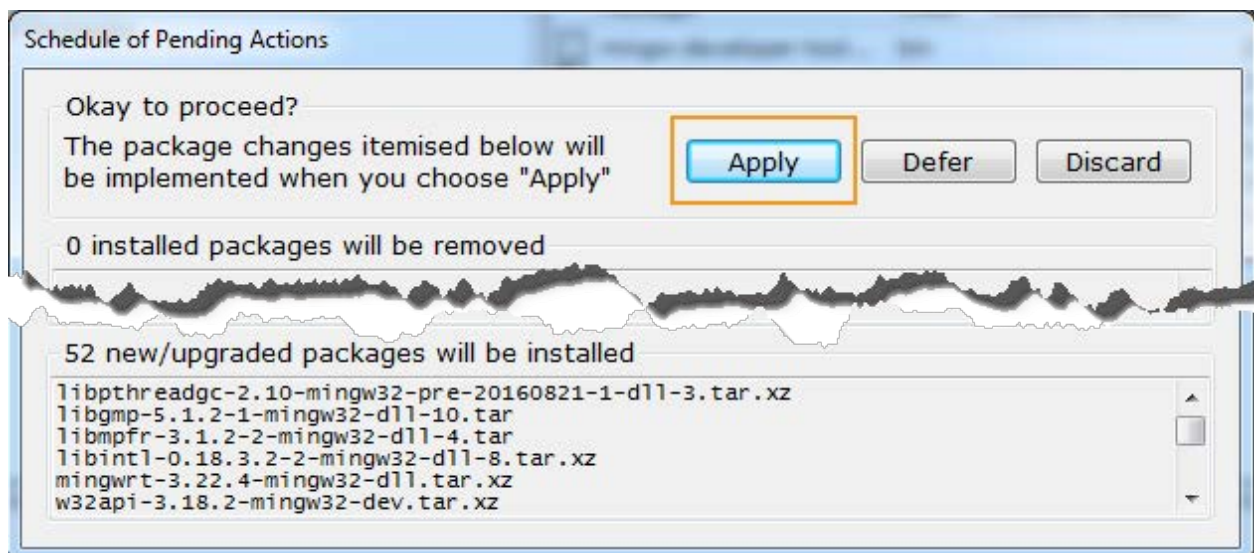 Schedule of Pending Actions
Okay to proceed?
The package changes itemised below will
be implemented when you choose "Apply"
Apply
Defer
Discard
0 installed packages will be removed
52 new/upgraded packages will be installed
libpthreadgc-2.10-mingw32-pre-20160821-1-dll-3.tar.xz
libgmp-5.1.2-1-mingw32-dll-10.tar
libmpfr-3.1.2-2-mingw32-dll-4.tar
libintl-0.18.3.2-2-mingw32-dll-8.tar.xz
mingwrt-3.22.4-mingw32-dll.tar.xz
w32api-3.18.2-mingw32-dev.tar.xz